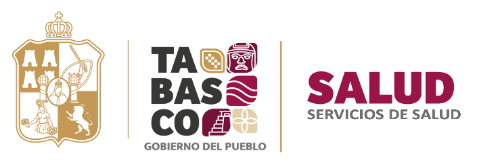 TA
BAS
CO
GOBIERNO DEL PUEBLO
SALUD
SERVICIOS DE SALUD